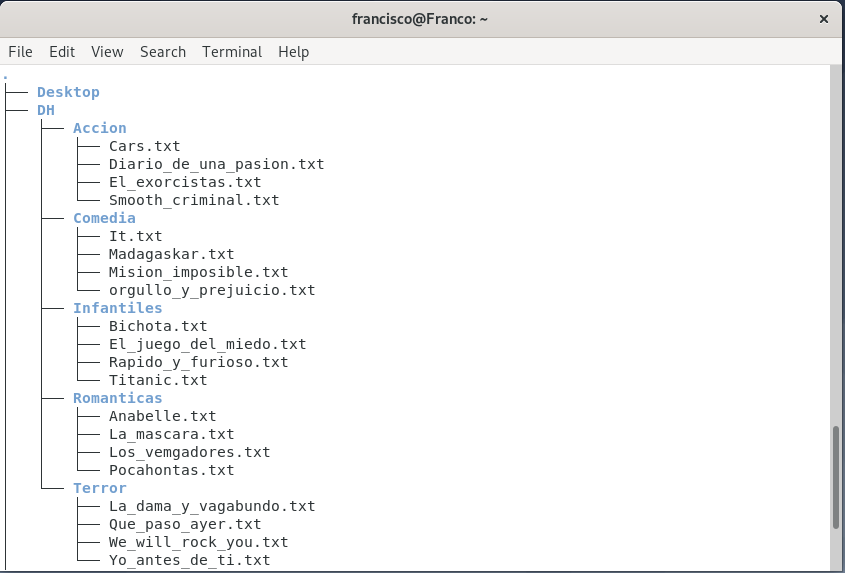 francisco@Franco: ~
File Edit View Search Terminal Help
.
├── Desktop
├── DH
│   ├── Accion
│   │   ├── Cars.txt
│   │   ├── Diario_de_una_pasion.txt
│   │   ├── El_exorcistas.txt
│   │   └── Smooth_criminal.txt
│   ├── Comedia
│   │   ├── It.txt
│   │   ├── Madagaskar.txt
│   │   ├── Mision_imposible.txt
│   │   └── orgullo_y_prejuicio.txt
│   ├── Infantiles
│   │   ├── Bichota.txt
│   │   ├── El_juego_del_miedo.txt
│   │   ├── Rapido_y_furioso.txt
│   │   └── Titanic.txt
│   ├── Romanticas
│   │   ├── Anabelle.txt
│   │   ├── La_mascara.txt
│   │   ├── Los_vemgadores.txt
│   │   └── Pocahontas.txt
│   └── Terror
│       ├── La_dama_y_vagabundo.txt
│       ├── Que_paso_ayer.txt
│       ├── We_will_rock_you.txt
│       └── Yo_antes_de_ti.txt